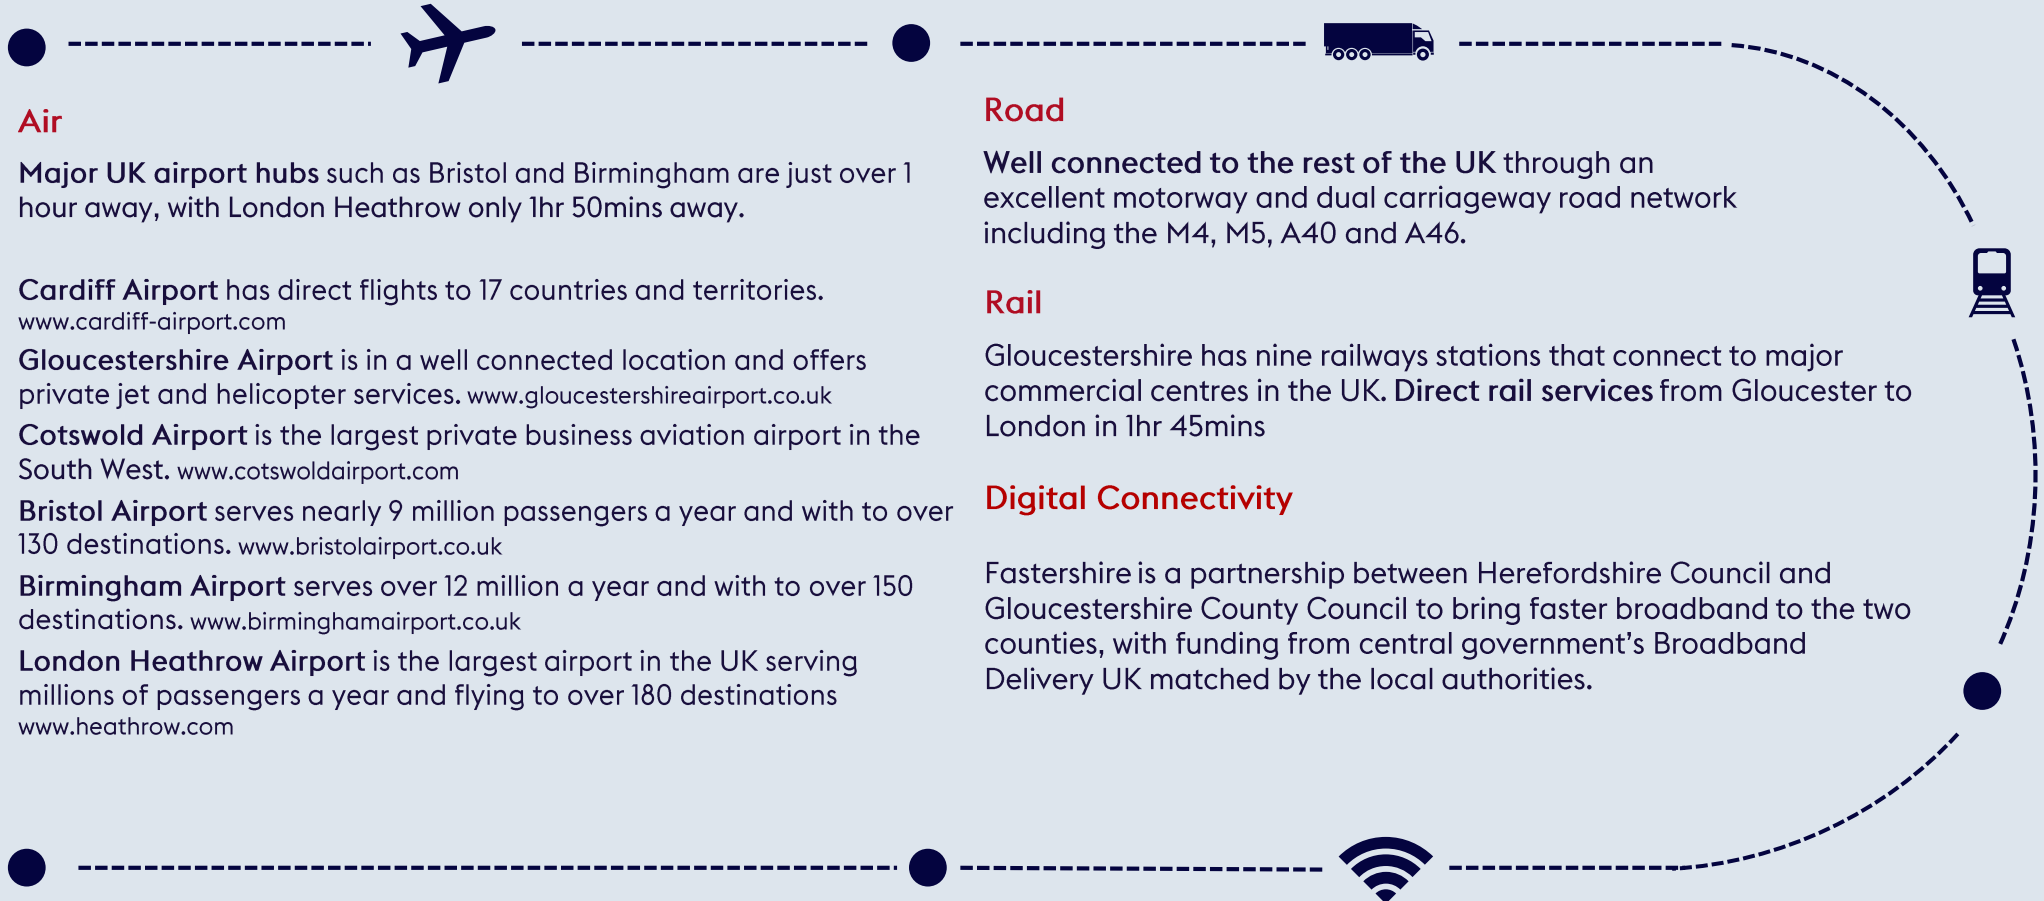 Air
Major UK airport hubs such as Bristol and Birmingham are just over 1
hour away, with London Heathrow only 1hr 50mins away.
Cardiff Airport has direct flights to 17 countries and territories.
www.cardiff-airport.com
Gloucestershire Airport is in a well connected location and offers
private jet and helicopter services. www.gloucestershireairport.co.uk
Cotswold Airport is the largest private business aviation airport in the
South West. www.cotswoldairport.com
Bristol Airport serves nearly 9 million passengers a year and with to over
130 destinations. www.bristolairport.co.uk
Birmingham Airport serves over 12 million a year and with to over 150
destinations. www.birminghamairport.co.uk
London Heathrow Airport is the largest airport in the UK serving
millions of passengers a year and flying to over 180 destinations
www.heathrow.com
Road
Well connected to the rest of the UK through an
excellent motorway and dual carriageway road network
including the M4, M5, A40 and A46.
Rail
Gloucestershire has nine railways stations that connect to major
commercial centres in the UK. Direct rail services from Gloucester to
London in 1hr 45mins
Digital Connectivity
Fastershire is a partnership between Herefordshire Council and
Gloucestershire County Council to bring faster broadband to the two
counties, with funding from central government's Broadband
Delivery UK matched by the local authorities.